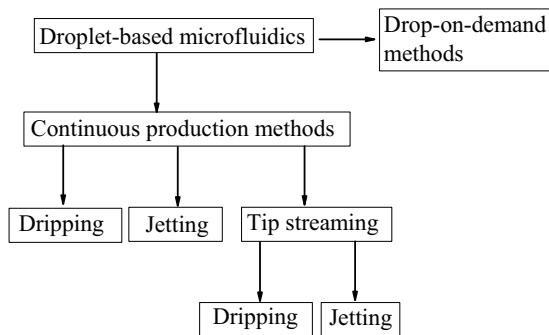 Droplet-based microfluidics
Drop-on-demand
methods
Continuous production methods
Dripping
Jetting
Tip streaming
Dripping
Jetting